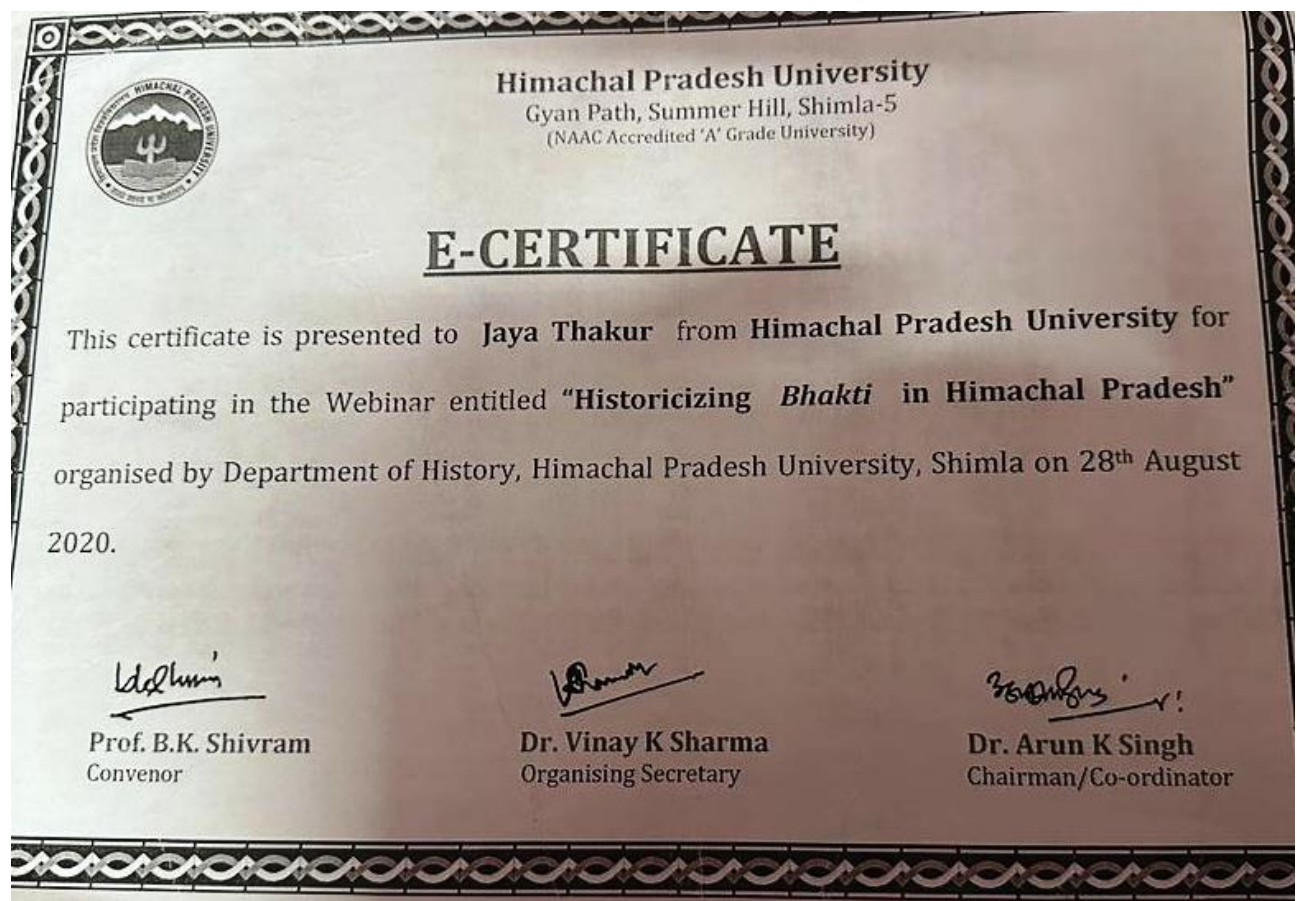 Himachal Pradesh University
Gyan Path, Summer Hill, Shimla-5
(NAAC Accredited 'A' Grade University)
HIMACHAL PRADESH UNIVERSITY
E-CERTIFICATE
This certificate is presented to Jaya Thakur from Himachal Pradesh University for
participating in the Webinar entitled "Historicizing Bhakti in Himachal Pradesh"
organised by Department of History, Himachal Pradesh University, Shimla on 28th August
2020.
Prof. B.K. Shivram
Convenor
Dr. Vinay K Sharma
Organising Secretary
Dr. Arun K Singh
Chairman/Co-ordinator